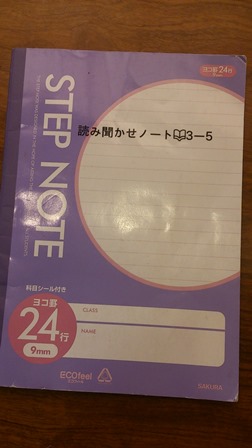 ヨコ罫24行
STEP NOTE
読み聞かせノート📖3ー5
科目シール付き
ヨコ罫
24行
9mm
CLASS
NAME
ECOfeel
SAKURA